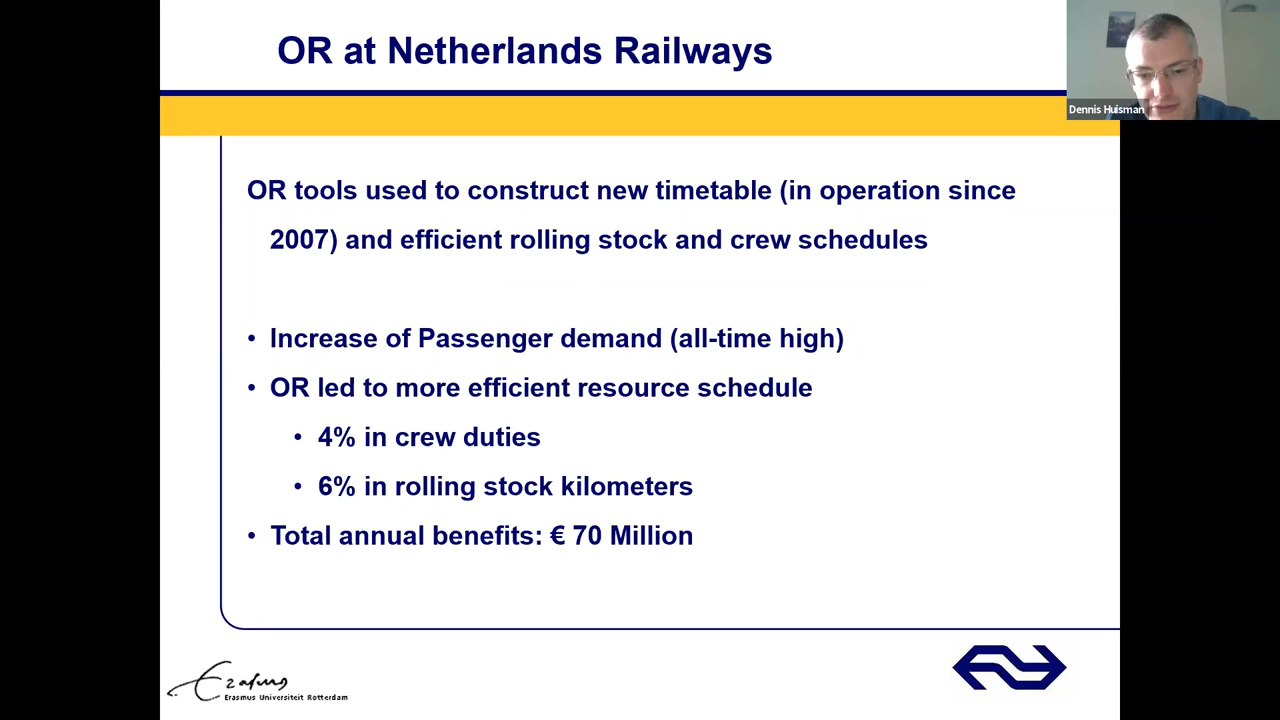 OR at Netherlands Railways
Dennis Huisman
OR tools used to construct new timetable (in operation since
2007) and efficient rolling stock and crew schedules
• Increase of Passenger demand (all-time high)
• OR led to more efficient resource schedule
• 4% in crew duties
• 6% in rolling stock kilometers
• Total annual benefits: € 70 Million
Erasmus
Erasmus Universiteit Rotterdam